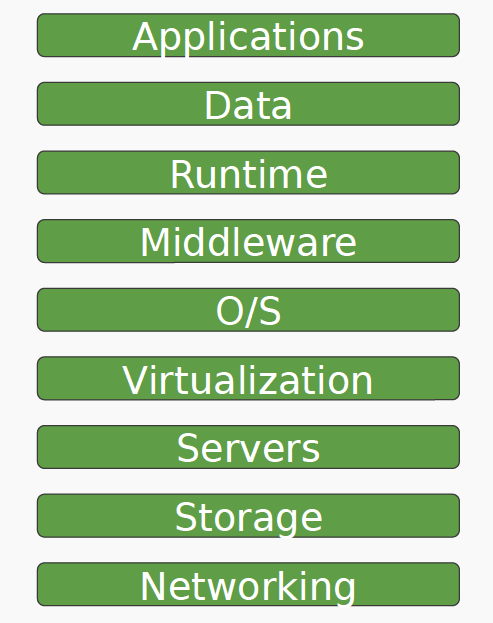 Applications
Data
Runtime
Middleware
O/S
Virtualization
Servers
Storage
Networking